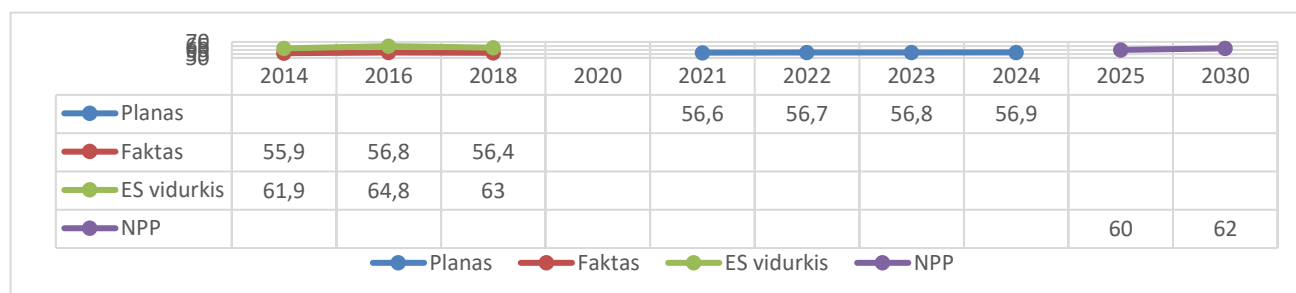 70
50
2014 2016 2018 2020 2021 2022 2023 2024 2025 2030
Planas 56,6 56,7 56,8 56,9
Faktas 55,9 56,8 56,4
ES vidurkis 61,9 64,8 63
NPP 60 62
Planas Faktas ES vidurkis NPP